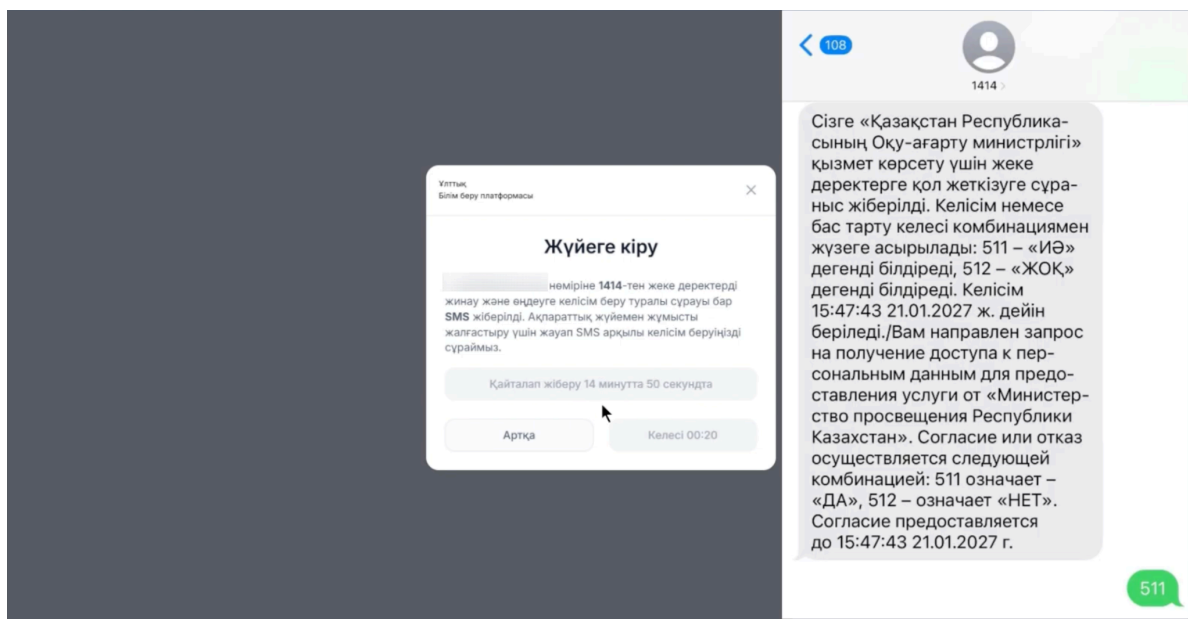 Ұлттық
Білім беру платформасы
Жүйеге кіру
нөміріне 1414-тен жеке деректерді
жинау және өңдеуге келісім беру туралы сұрауы бар
SMS жіберілді. Ақпараттық жүйемен жұмысты
жалғастыру үшін жауап SMS арқылы келісім беруіңізді
сұраймыз.
Қайталап жіберу 14 минутта 50 секундта
Артқа
Келесі 00:20
108
1414
Сізге «Қазақстан Республика-
сының Оқу-ағарту министрлігі»
қызмет көрсету үшін жеке
деректерге қол жеткізуге сұра-
ныс жіберілді. Келісім немесе
бас тарту келесі комбинациямен
жүзеге асырылады: 511 – «ИӘ»
дегенді білдіреді, 512 – «ЖОҚ»
дегенді білдіреді. Келісім
15:47:43 21.01.2027 ж. дейін
беріледі./Вам направлен запрос
на получение доступа к пер-
сональным данным для предо-
ставления услуги от «Министер-
ство просвещения Республики
Казахстан». Согласие или отказ
осуществляется следующей
комбинацией: 511 означает –
«ДА», 512 – означает «НЕТ».
Согласие предоставляется
до 15:47:43 21.01.2027 г.
511